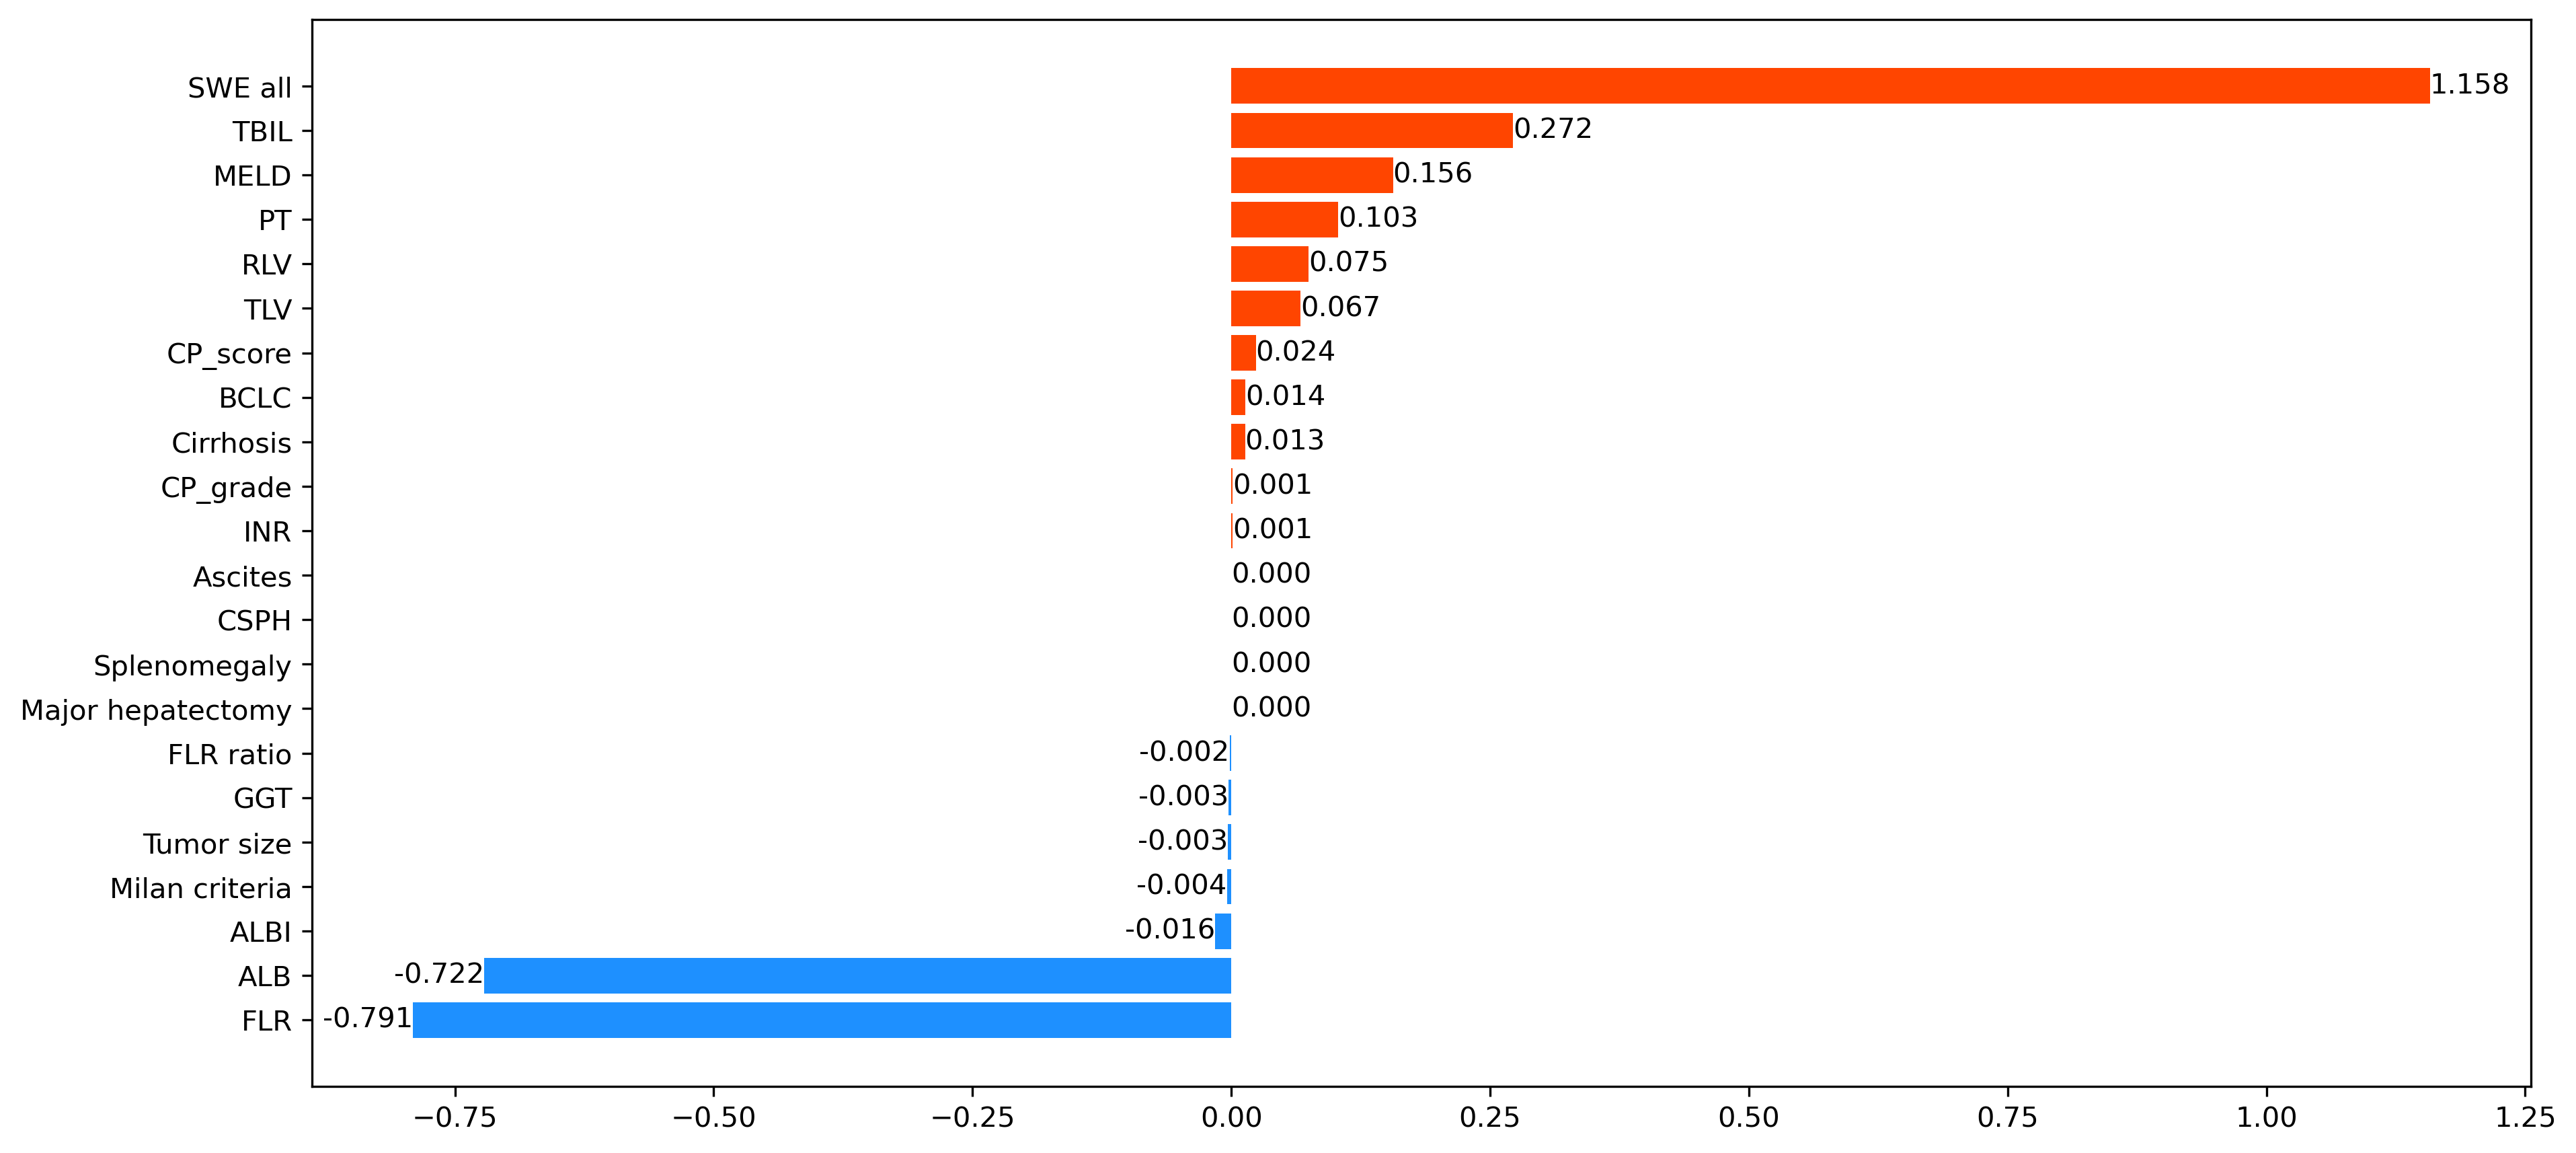 SWE all 1.158
TBIL 0.272
MELD 0.156
PT 0.103
RLV 0.075
TLV 0.067
CP_score 0.024
BCLC 0.014
Cirrhosis 0.013
CP_grade 0.001
INR 0.001
Ascites 0.000
CSPH 0.000
Splenomegaly 0.000
Major hepatectomy 0.000
FLR ratio -0.002
GGT -0.003
Tumor size -0.003
Milan criteria -0.004
ALBI -0.016
ALB -0.722
FLR -0.791
−0.75 −0.50 −0.25 0.00 0.25 0.50 0.75 1.00 1.25